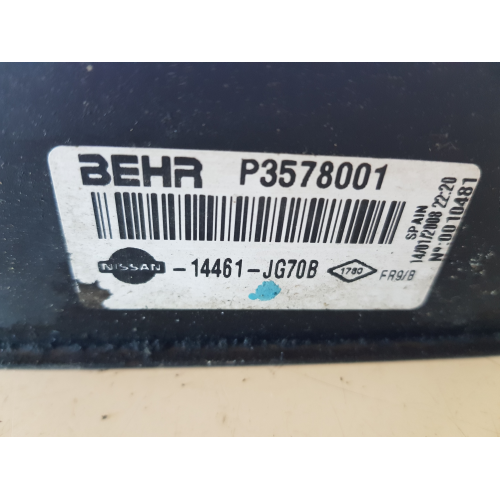 BEHR P3578001
NISSAN -14461-JG70B 1780 FR9/B
SPAIN
14/01/2008 22:20
Nº:0010481